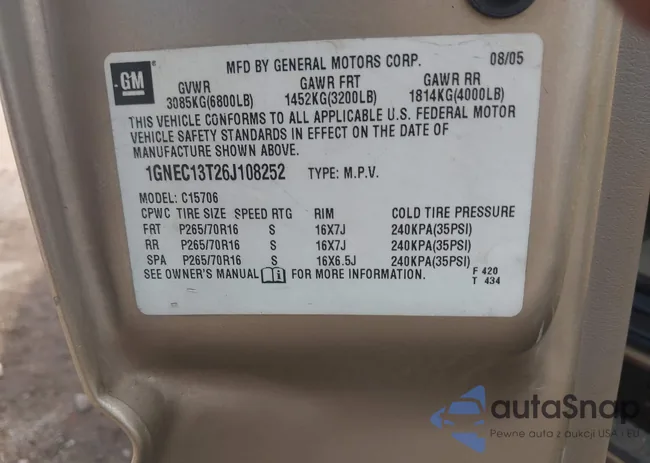 MFD BY GENERAL MOTORS CORP. 08/05
GM
GVWR GAWR FRT GAWR RR
3085KG(6800LB) 1452KG(3200LB) 1814KG(4000LB)
THIS VEHICLE CONFORMS TO ALL APPLICABLE U.S. FEDERAL MOTOR
VEHICLE SAFETY STANDARDS IN EFFECT ON THE DATE OF
MANUFACTURE SHOWN ABOVE.
1GNEC13T26J108252 TYPE: M.P.V.
MODEL: C15706
CPWC TIRE SIZE SPEED RTG RIM COLD TIRE PRESSURE
FRT P265/70R16 S 16X7J 240KPA(35PSI)
RR P265/70R16 S 16X7J 240KPA(35PSI)
SPA P265/70R16 S 16X6.5J 240KPA(35PSI)
SEE OWNER'S MANUAL FOR MORE INFORMATION. F 420
T 434
autaSnap
Pewne auta z aukcji USA - EU